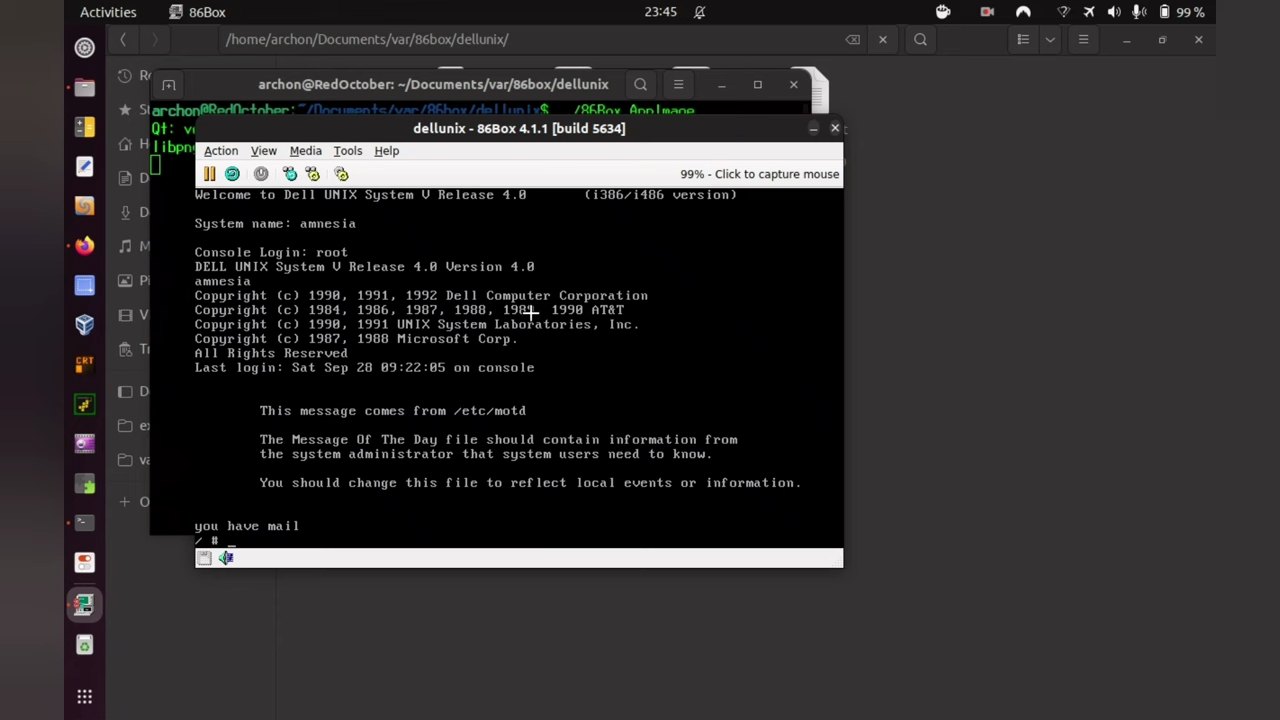 Activities
86Box
23:45
99 %
/home/archon/Documents/var/86box/dellunix/
archon@RedOctober: ~/Documents/var/86box/dellunix
archon@RedOctober:~/Documents/var/86box/dellunix$ ./86Box AppImage
Qt:
libpn
dellunix - 86Box 4.1.1 [build 5634]
Action View Media Tools Help
99% - Click to capture mouse
Welcome to Dell UNIX System V Release 4.0 (i386/i486 version)
System name: amnesia
Console Login: root
DELL UNIX System V Release 4.0 Version 4.0
amnesia
Copyright (c) 1990, 1991, 1992 Dell Computer Corporation
Copyright (c) 1984, 1986, 1987, 1988, 1989, 1990 AT&T
Copyright (c) 1990, 1991 UNIX System Laboratories, Inc.
Copyright (c) 1987, 1988 Microsoft Corp.
All Rights Reserved
Last login: Sat Sep 28 09:22:05 on console
This message comes from /etc/motd
The Message Of The Day file should contain information from
the system administrator that system users need to know.
You should change this file to reflect local events or information.
you have mail
/ # _
CRT